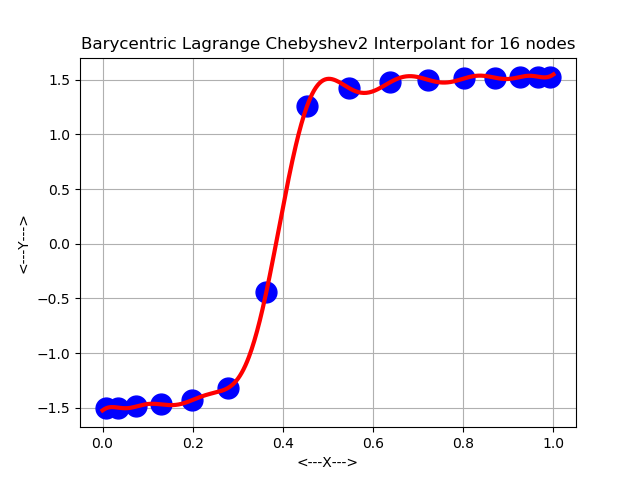 Barycentric Lagrange Chebyshev2 Interpolant for 16 nodes
1.5
1.0
0.5
0.0
−0.5
−1.0
−1.5
<---Y--->
0.0 0.2 0.4 0.6 0.8 1.0
<---X--->